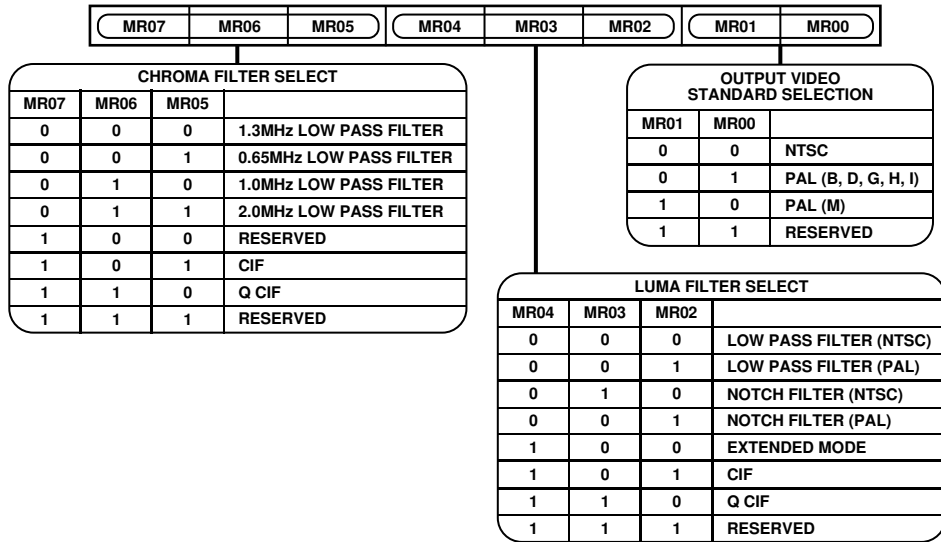 MR07 MR06 MR05 MR04 MR03 MR02 MR01 MR00
CHROMA FILTER SELECT
MR07 MR06 MR05
0 0 0 1.3MHz LOW PASS FILTER
0 0 1 0.65MHz LOW PASS FILTER
0 1 0 1.0MHz LOW PASS FILTER
0 1 1 2.0MHz LOW PASS FILTER
1 0 0 RESERVED
1 0 1 CIF
1 1 0 Q CIF
1 1 1 RESERVED
OUTPUT VIDEO
STANDARD SELECTION
MR01 MR00
0 0 NTSC
0 1 PAL (B, D, G, H, I)
1 0 PAL (M)
1 1 RESERVED
LUMA FILTER SELECT
MR04 MR03 MR02
0 0 0 LOW PASS FILTER (NTSC)
0 0 1 LOW PASS FILTER (PAL)
0 1 0 NOTCH FILTER (NTSC)
0 0 1 NOTCH FILTER (PAL)
1 0 0 EXTENDED MODE
1 0 1 CIF
1 1 0 Q CIF
1 1 1 RESERVED